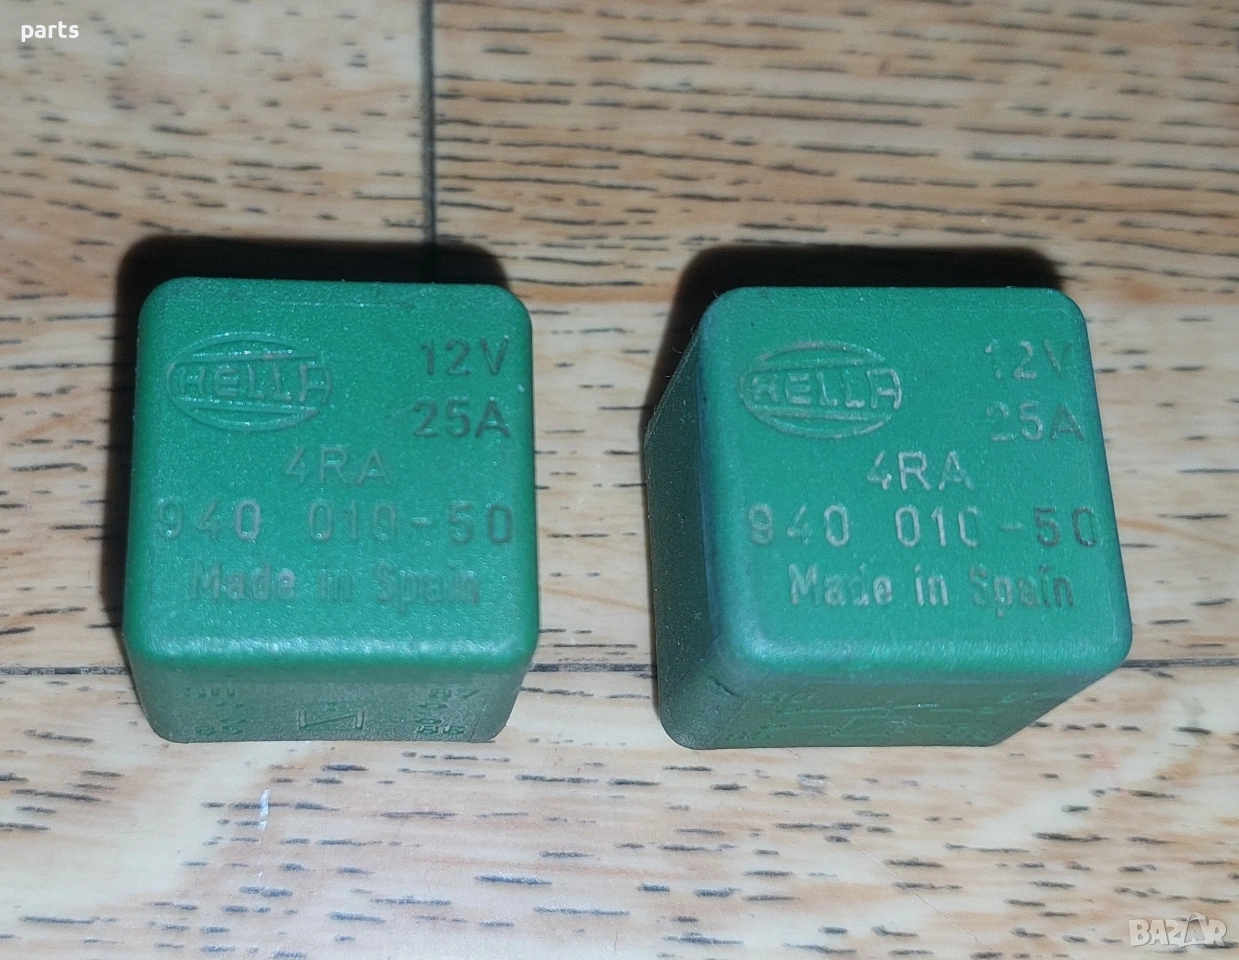 parts
HELLA
12V
25A
4RA
940 010-50
Made in Spain
HELLA
12V
25A
4RA
940 010-50
Made in Spain
BAZAR